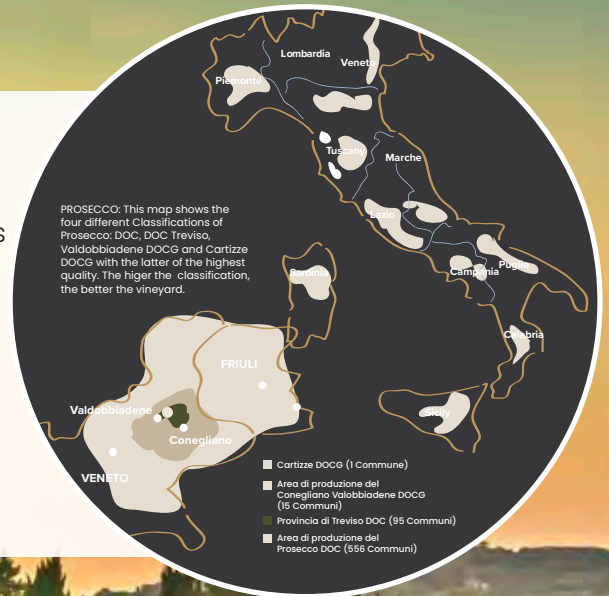 Lombardia
Veneto
Piemonte
Tuscany
Marche
S
PROSECCO: This map shows the
four different Classifications of
Prosecco: DOC, DOC Treviso,
Valdobbiadene DOCG and Cartizze
DOCG with the latter of the highest
quality. The higer the classification,
the better the vineyard.
Lazio
Campania
Puglia
Sardinia
Calabria
FRIULI
Valdobbiadene
Conegliano
Sicily
VENETO
Cartizze DOCG (1 Commune)
Area di produzione del
Conegliano Valobbiadene DOCG
(15 Communi)
Provincia di Treviso DOC (95 Communi)
Area di produzione del
Prosecco DOC (556 Communi)